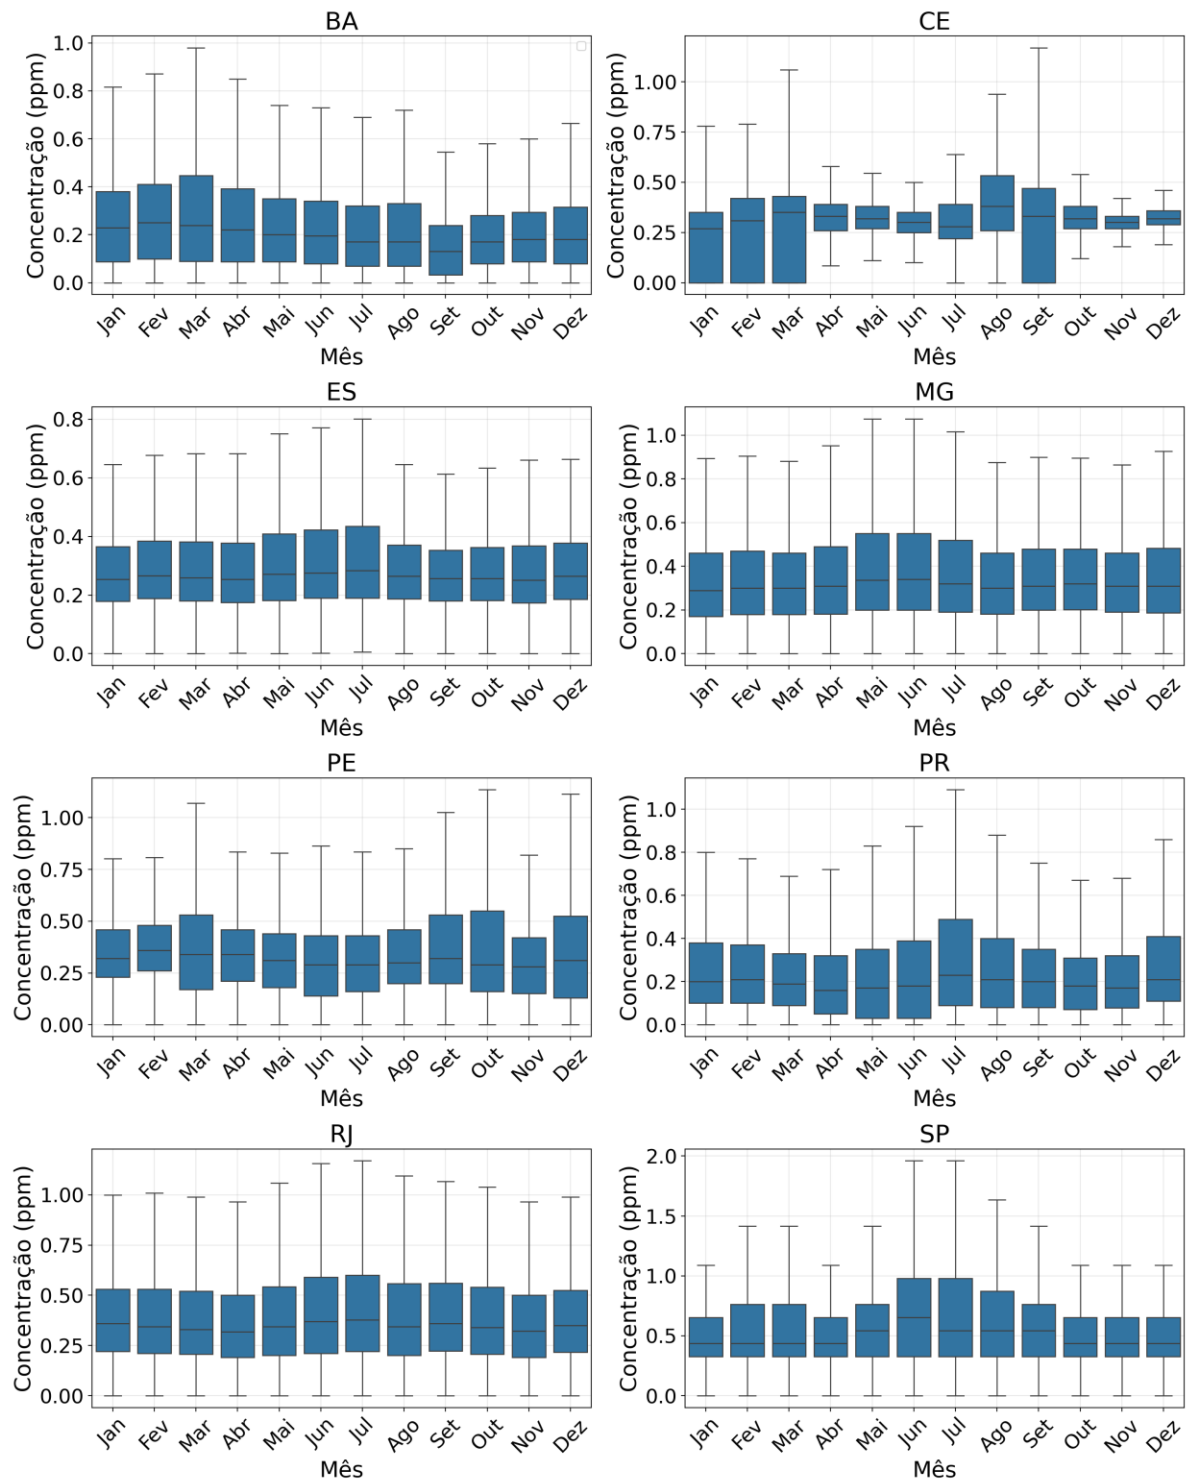 BA
Concentração (ppm)
1.0
0.8
0.6
0.4
0.2
0.0
Jan Fev Mar Abr Mai Jun Jul Ago Set Out Nov Dez
Mês
CE
Concentração (ppm)
1.00
0.75
0.50
0.25
0.00
Jan Fev Mar Abr Mai Jun Jul Ago Set Out Nov Dez
Mês
ES
Concentração (ppm)
0.8
0.6
0.4
0.2
0.0
Jan Fev Mar Abr Mai Jun Jul Ago Set Out Nov Dez
Mês
MG
Concentração (ppm)
1.0
0.8
0.6
0.4
0.2
0.0
Jan Fev Mar Abr Mai Jun Jul Ago Set Out Nov Dez
Mês
PE
Concentração (ppm)
1.00
0.75
0.50
0.25
0.00
Jan Fev Mar Abr Mai Jun Jul Ago Set Out Nov Dez
Mês
PR
Concentração (ppm)
1.0
0.8
0.6
0.4
0.2
0.0
Jan Fev Mar Abr Mai Jun Jul Ago Set Out Nov Dez
Mês
RJ
Concentração (ppm)
1.00
0.75
0.50
0.25
0.00
Jan Fev Mar Abr Mai Jun Jul Ago Set Out Nov Dez
Mês
SP
Concentração (ppm)
2.0
1.5
1.0
0.5
0.0
Jan Fev Mar Abr Mai Jun Jul Ago Set Out Nov Dez
Mês